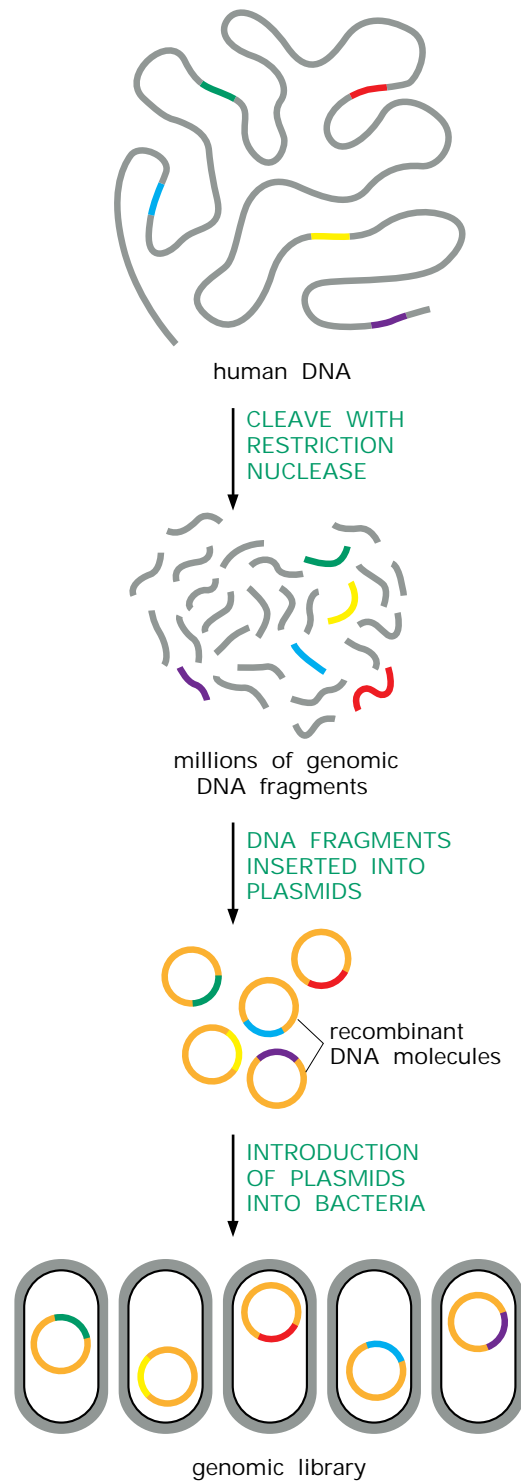 human DNA
CLEAVE WITH
RESTRICTION
NUCLEASE
millions of genomic
DNA fragments
DNA FRAGMENTS
INSERTED INTO
PLASMIDS
recombinant
DNA molecules
INTRODUCTION
OF PLASMIDS
INTO BACTERIA
genomic library